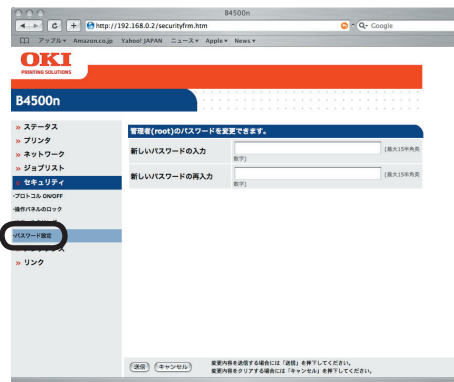 B4500n
http://192.168.0.2/securityfrm.htm
Q- Google
アップル▼ Amazon.co.jp Yahoo! JAPAN ニュース▼ Apple▼ News▼
OKI
PRINTING SOLUTIONS
B4500n
» ステータス
» プリンタ
» ネットワーク
» ジョブリスト
セキュリティ
・プロトコル ON/OFF
・操作パネルのロック
・パスワード設定
» リンク
管理者(root)のパスワードを変更できます。
新しいパスワードの入力
[最大15半角英数字]
新しいパスワードの再入力
[最大15半角英数字]
送信 キャンセル
変更内容を送信する場合には「送信」を押下してください。
変更内容をクリアする場合には「キャンセル」を押下してください。